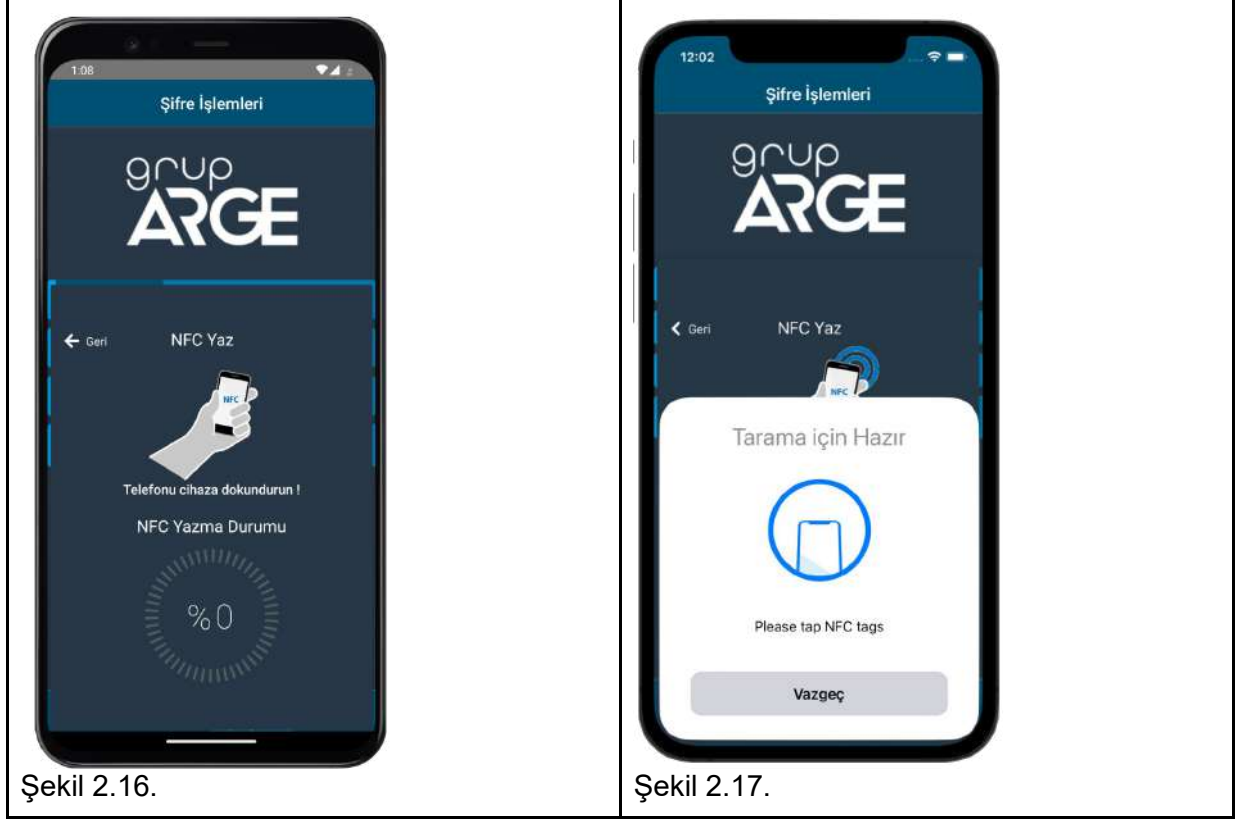 1:08
Şifre İşlemleri
grup
ARGE
Geri
NFC Yaz
NFC
Telefonu cihaza dokundurun !
NFC Yazma Durumu
%0
Şekil 2.16.
12:02
Şifre İşlemleri
grup
ARGE
Geri
NFC Yaz
NFC
Tarama için Hazır
Please tap NFC tags
Vazgeç
Şekil 2.17.